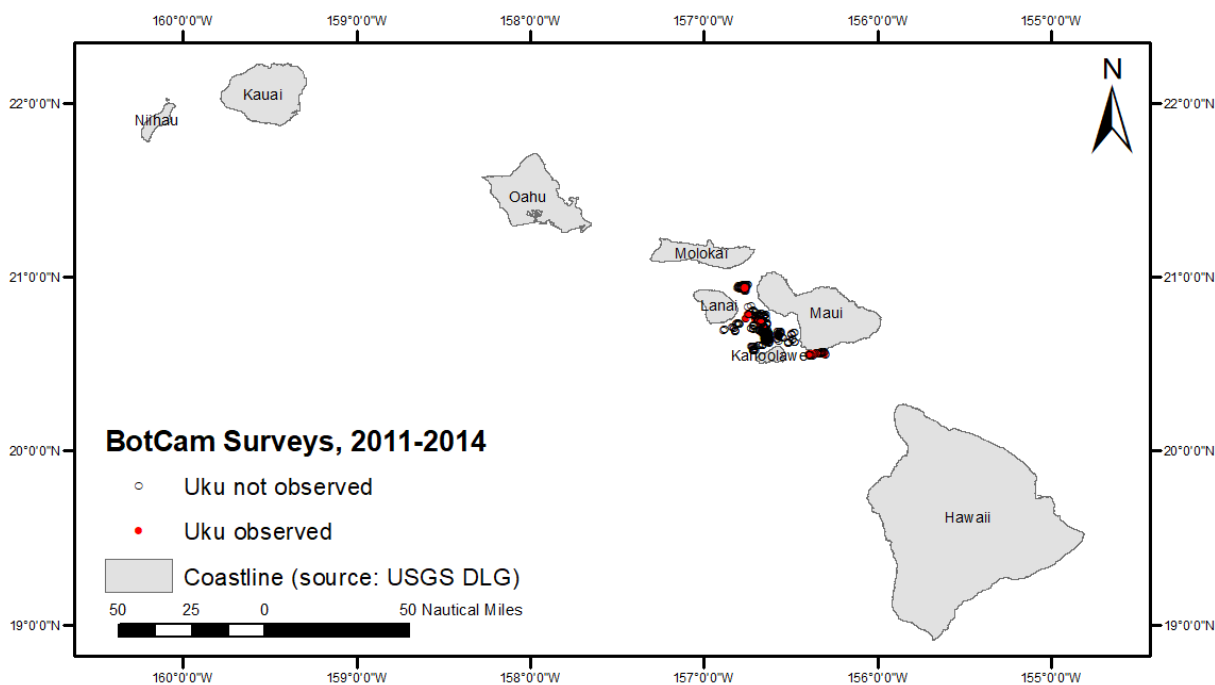 160°0'0"W 159°0'0"W 158°0'0"W 157°0'0"W 156°0'0"W 155°0'0"W
N
22°0'0"N
22°0'0"N
Kauai
Niihau
Oahu
Molokai
21°0'0"N
21°0'0"N
Lanai
Maui
Kahoolawe
20°0'0"N
20°0'0"N
BotCam Surveys, 2011-2014
Uku not observed
Uku observed
Hawaii
Coastline (source: USGS DLG)
50 25 0 50 Nautical Miles
19°0'0"N
19°0'0"N
160°0'0"W 159°0'0"W 158°0'0"W 157°0'0"W 156°0'0"W 155°0'0"W